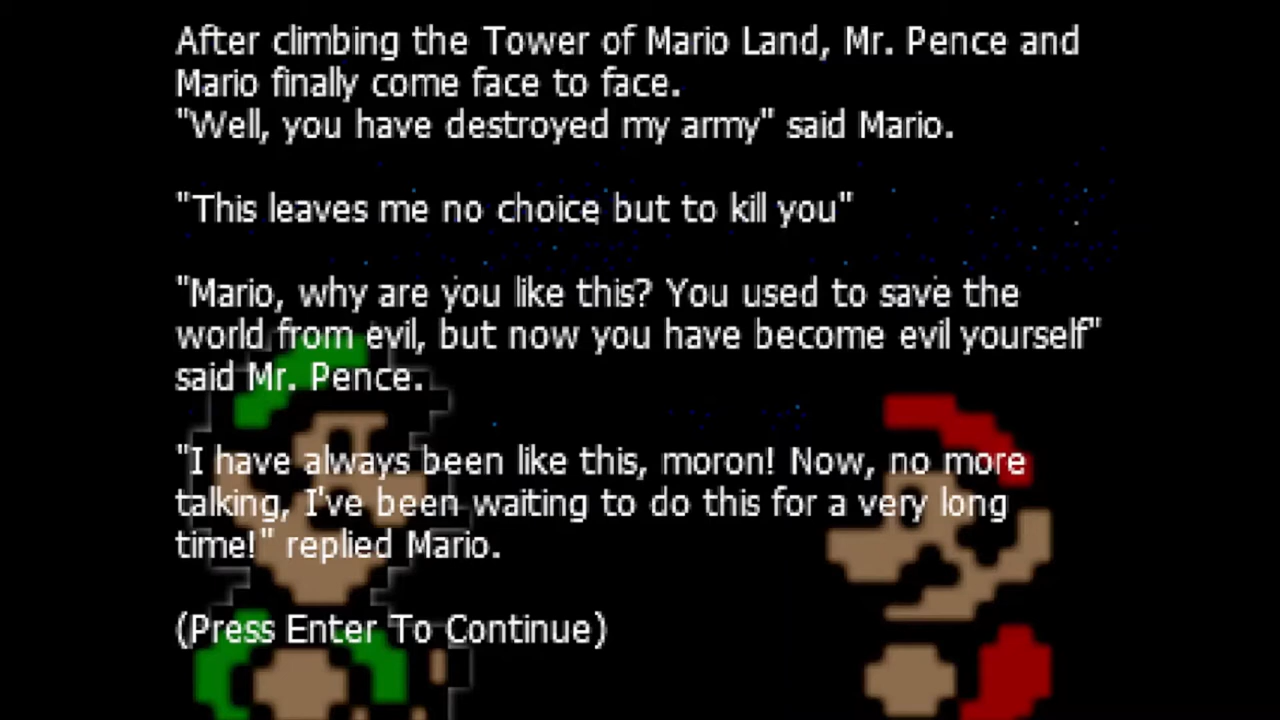 After climbing the Tower of Mario Land, Mr. Pence and
Mario finally come face to face.
"Well, you have destroyed my army" said Mario.
"This leaves me no choice but to kill you"
"Mario, why are you like this? You used to save the
world from evil, but now you have become evil yourself"
said Mr. Pence.
"I have always been like this, moron! Now, no more
talking, I've been waiting to do this for a very long
time!" replied Mario.
(Press Enter To Continue)